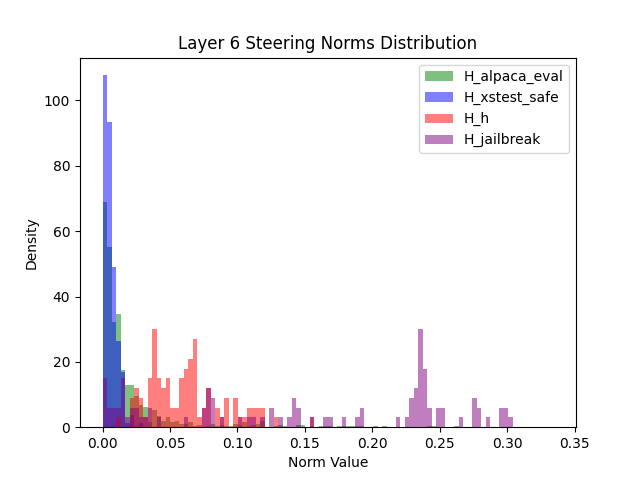 Layer 6 Steering Norms Distribution
H_alpaca_eval
H_xstest_safe
H_h
H_jailbreak
Density
100
80
60
40
20
0
0.00 0.05 0.10 0.15 0.20 0.25 0.30 0.35
Norm Value